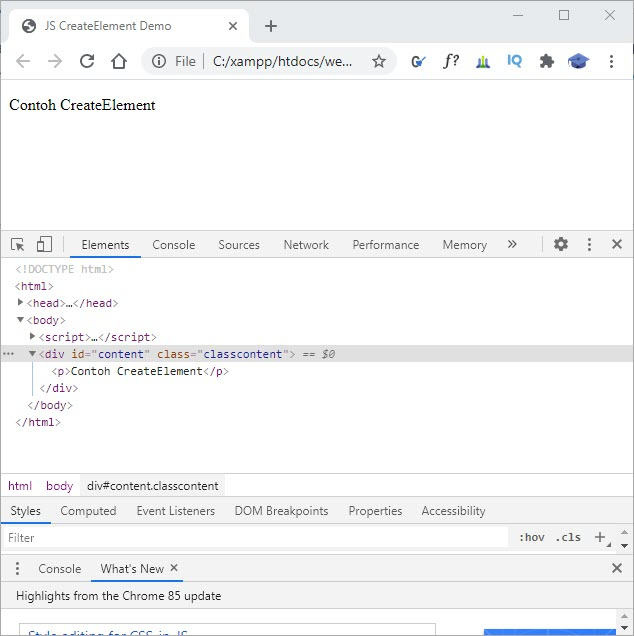 JS CreateElement Demo
File C:/xampp/htdocs/we... f? IQ
Contoh CreateElement
Elements Console Sources Network Performance Memory »
<!DOCTYPE html>
<html>
<head>…</head>
<body>
<script>…</script>
<div id="content" class="classcontent"> == $0
<p>Contoh CreateElement</p>
</div>
</body>
</html>
html body div#content.classcontent
Styles Computed Event Listeners DOM Breakpoints Properties Accessibility
Filter :hov .cls +
Console What's New ×
Highlights from the Chrome 85 update
Style editing for CSS-in-JS